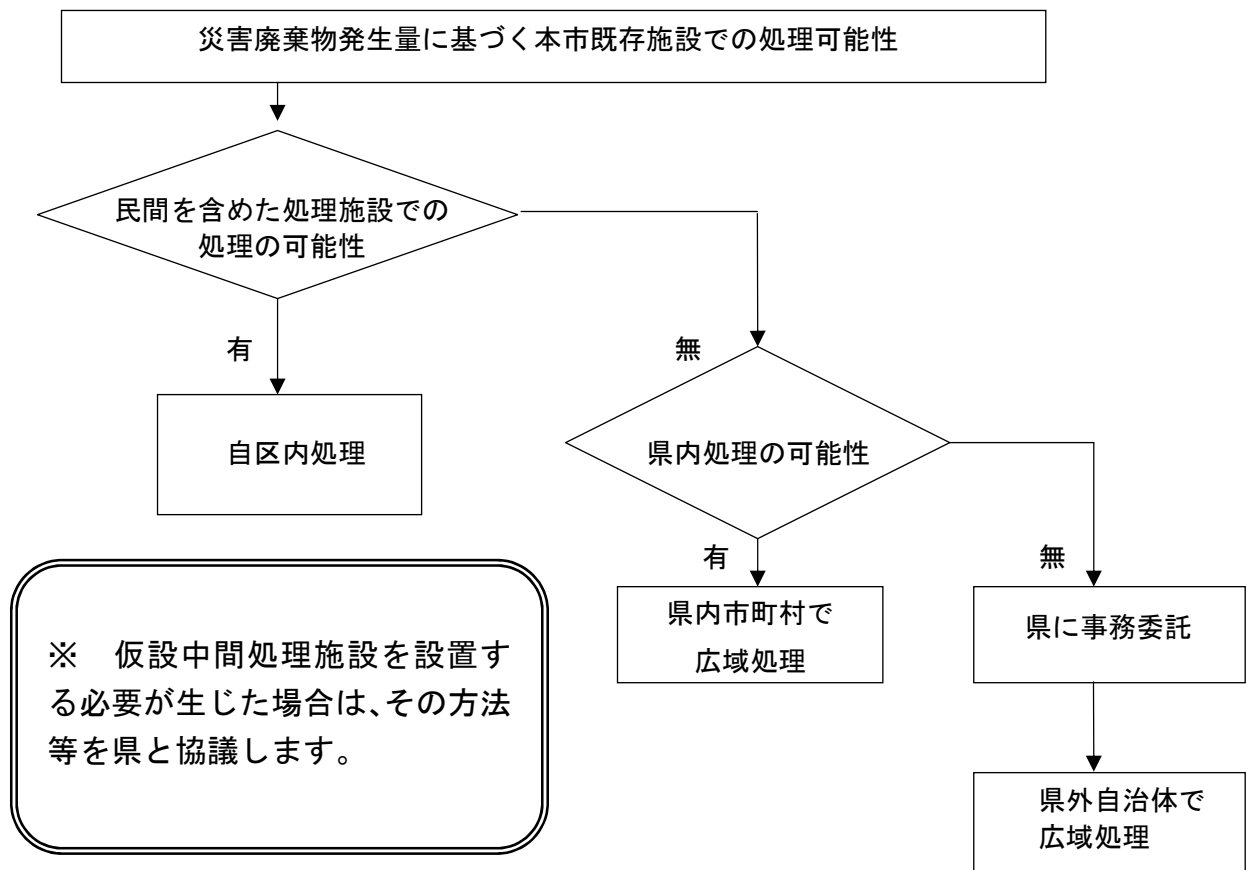 災害廃棄物発生量に基づく本市既存施設での処理可能性
民間を含めた処理施設での
処理の可能性
有
無
自区内処理
県内処理の可能性
有
無
県内市町村で
広域処理
県に事務委託
※　仮設中間処理施設を設置す
る必要が生じた場合は、その方法
等を県と協議します。
県外自治体で
広域処理